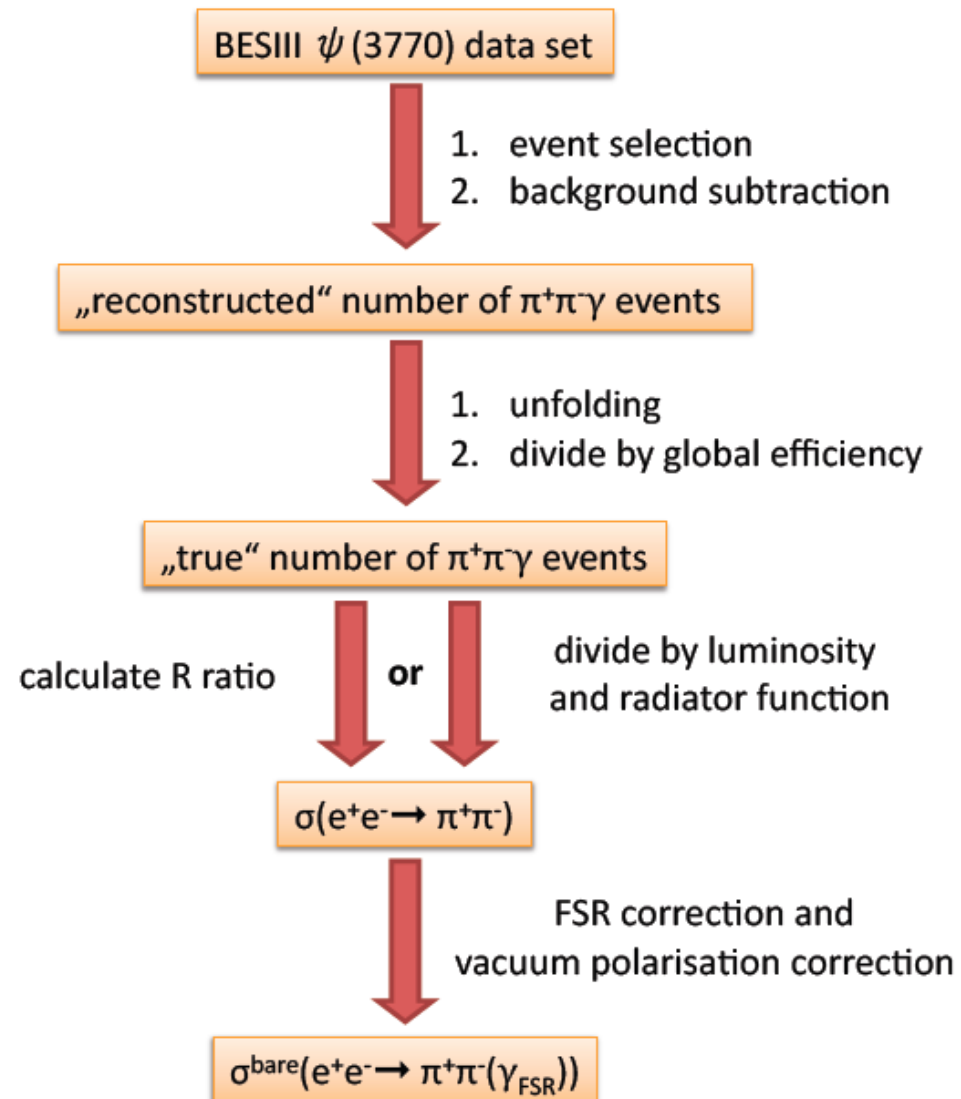 BESIII ψ (3770) data set
1. event selection
2. background subtraction
„reconstructed“ number of π⁺π⁻γ events
1. unfolding
2. divide by global efficiency
„true“ number of π⁺π⁻γ events
calculate R ratio
or
divide by luminosity
and radiator function
σ(e⁺e⁻→ π⁺π⁻)
FSR correction and
vacuum polarisation correction
σᵇᵃʳᵉ(e⁺e⁻→ π⁺π⁻(γFSR))